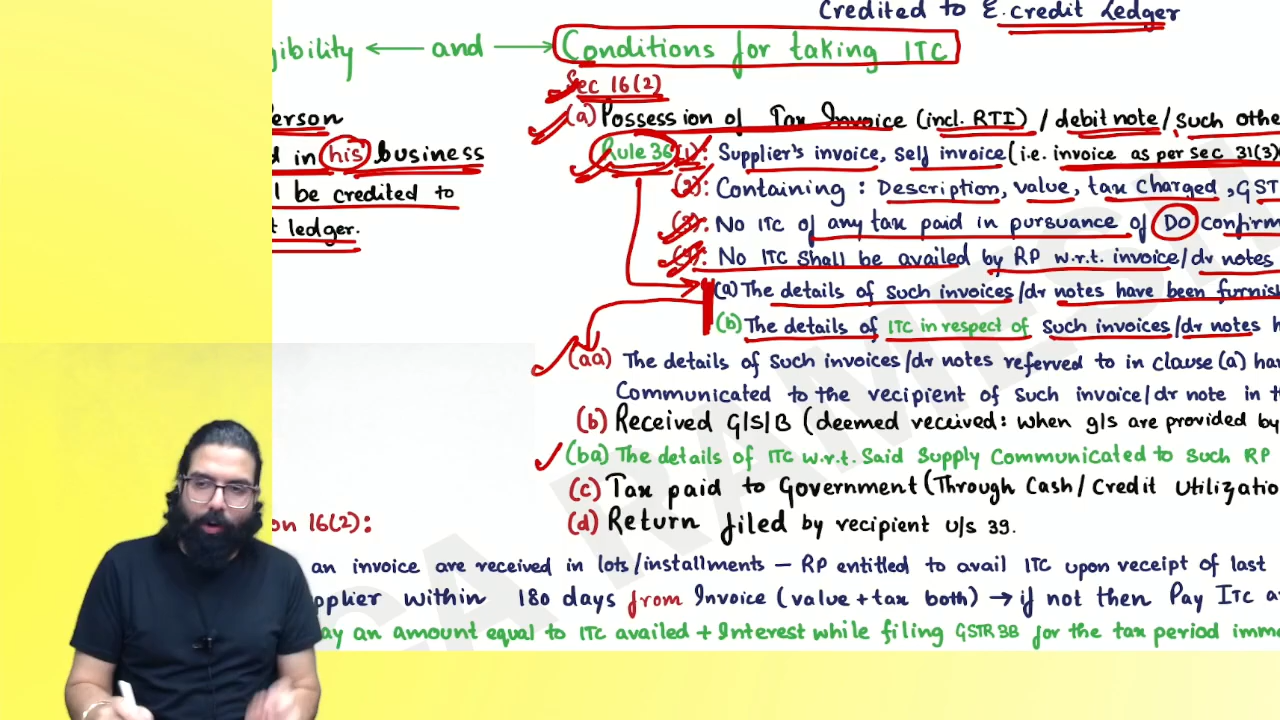 Credited to E.credit Ledger
gibility ← and → Conditions for taking ITC
Sec 16(2)
erson
(a) Possession of Tax Invoice (incl. RTI) / debit note / such othe
d in his business
Rule 36 (1): Supplier's invoice, Self invoice (i.e. invoice as per sec 31(3)
l be credited to
(2): Containing : Description, value, tax charged, GST
t ledger.
(3): No ITC of any tax paid in pursuance of DO confirm
(4): No ITC shall be availed by RP w.r.t. invoice/dr notes
(a) The details of such invoices/dr notes have been furnish
(b) The details of ITC in respect of such invoices/dr notes h
(aa) The details of such invoices/dr notes referred to in clause (a) ha
Communicated to the recipient of such invoice/dr note in t
(b) Received G/S/B (deemed received: when g/s are provided by
(ba) The details of ITC w.r.t. Said Supply Communicated to such RP
(c) Tax paid to Government (Through Cash/Credit utilizatio
on 16(2):
(d) Return filed by recipient u/s 39.
an invoice are received in lots/installments – RP entitled to avail ITC upon receipt of last
pplier within 180 days from Invoice (value + tax both) → if not then Pay ITC a
ay an amount equal to ITC availed + Interest while filing GSTR 3B for the tax period imm
CA RAMESH